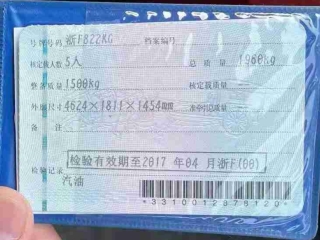 号牌号码 浙F822KG 档案编号
核定载人数 5人 总质量 1960kg
整备质量 1500kg 核定载质量 --
外廓尺寸 4624×1811×1454mm 准牵引总质量 --
备注
检验有效期至2017 年04 月浙F(00)
检验记录
汽油